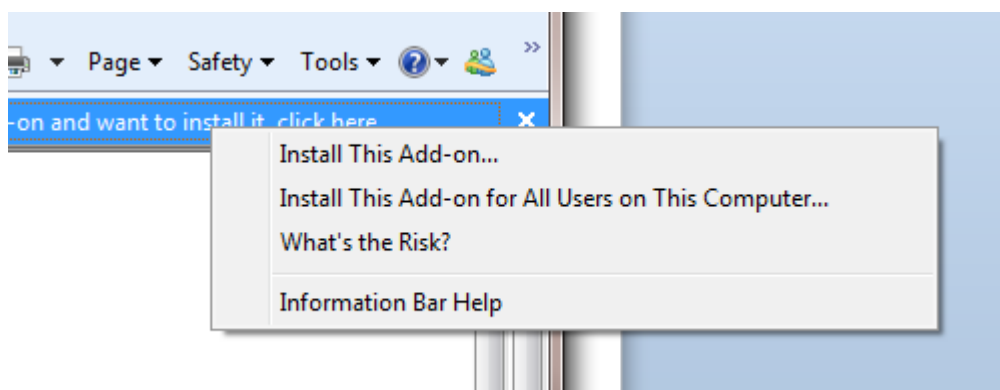 Page Safety Tools
-on and want to install it, click here
Install This Add-on...
Install This Add-on for All Users on This Computer...
What's the Risk?
Information Bar Help